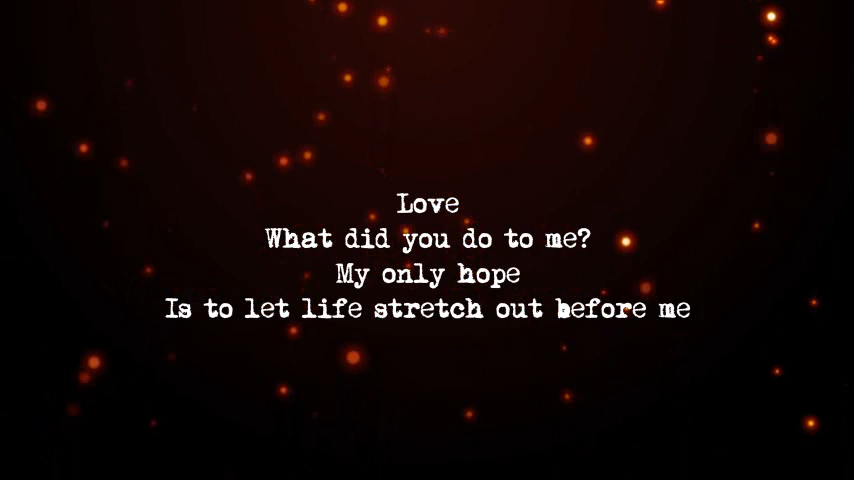 Love
What did you do to me?
My only hope
Is to let life stretch out before me